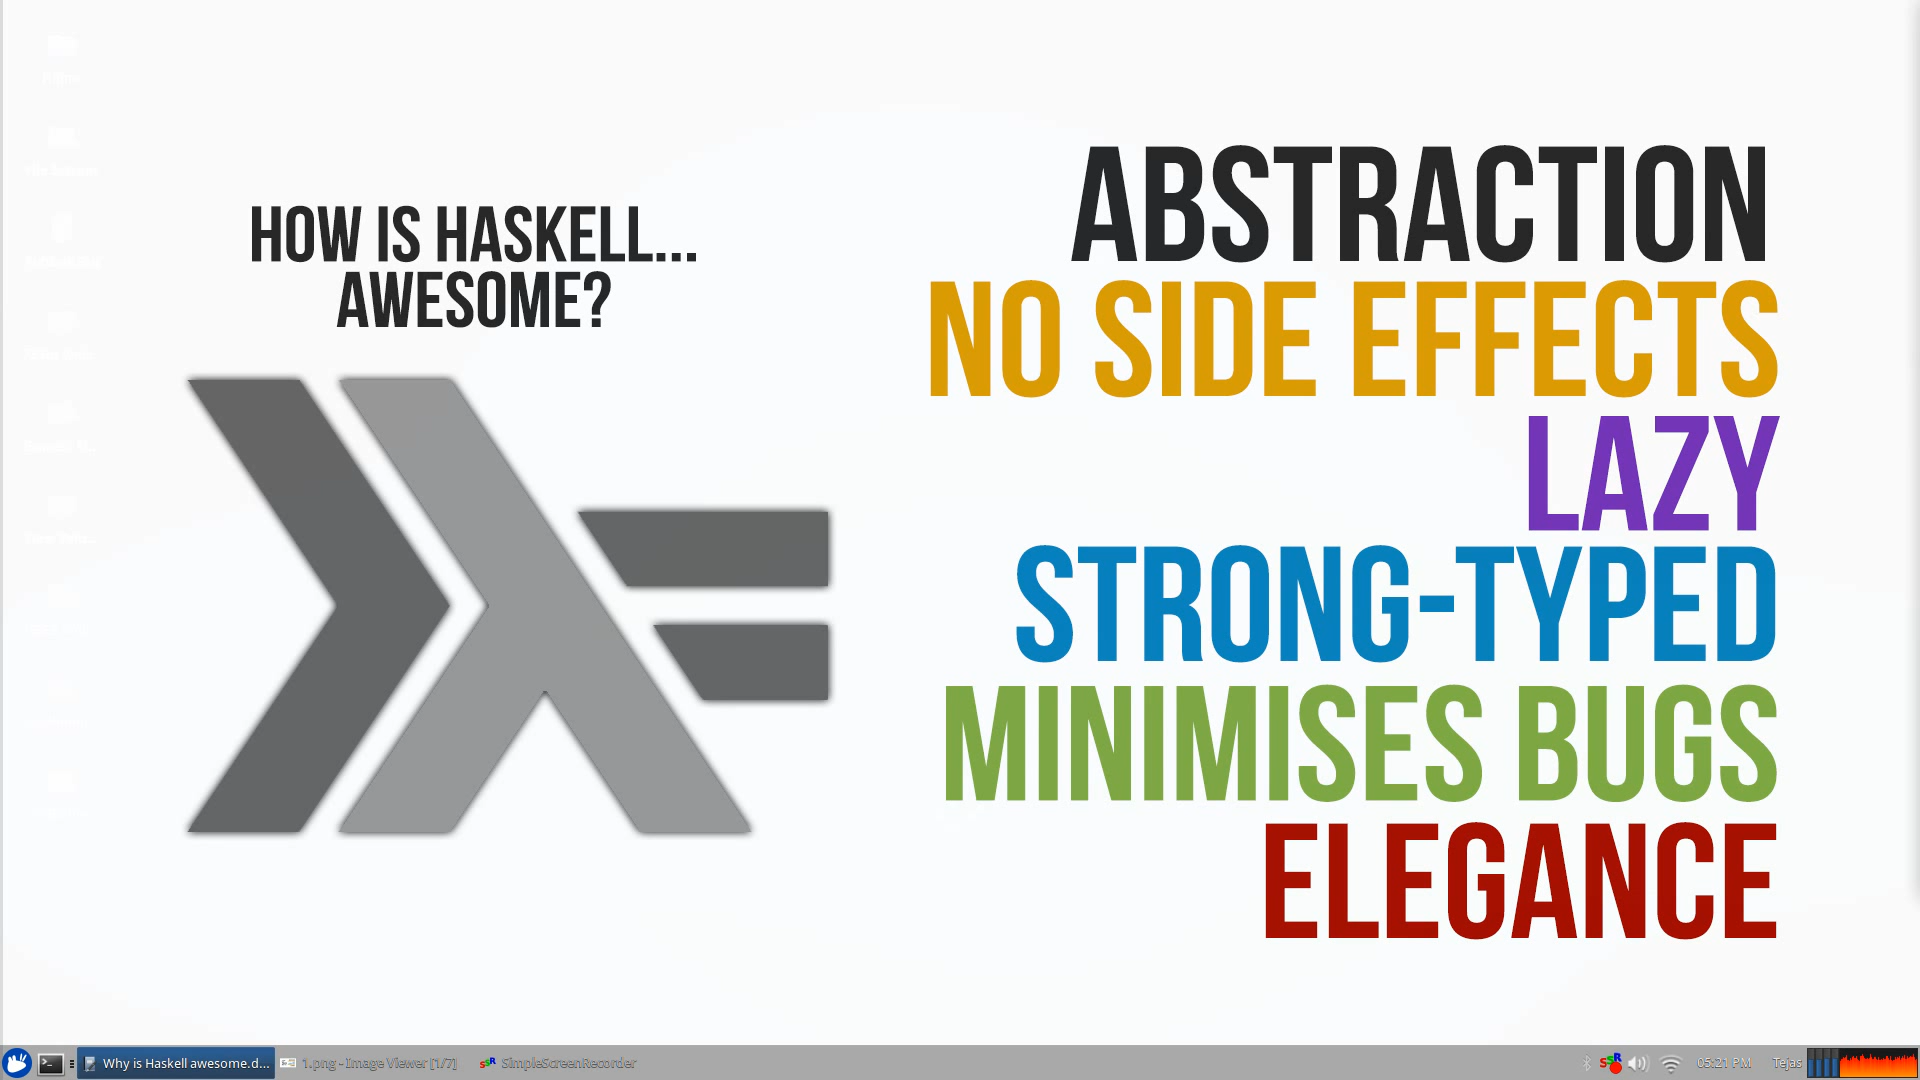 HOW IS HASKELL...
AWESOME?
ABSTRACTION
NO SIDE EFFECTS
LAZY
STRONG-TYPED
MINIMISES BUGS
ELEGANCE
Why is Haskell awesome.d...
1.png - Image Viewer [1/7]
SimpleScreenRecorder
05:21 PM
Tejas